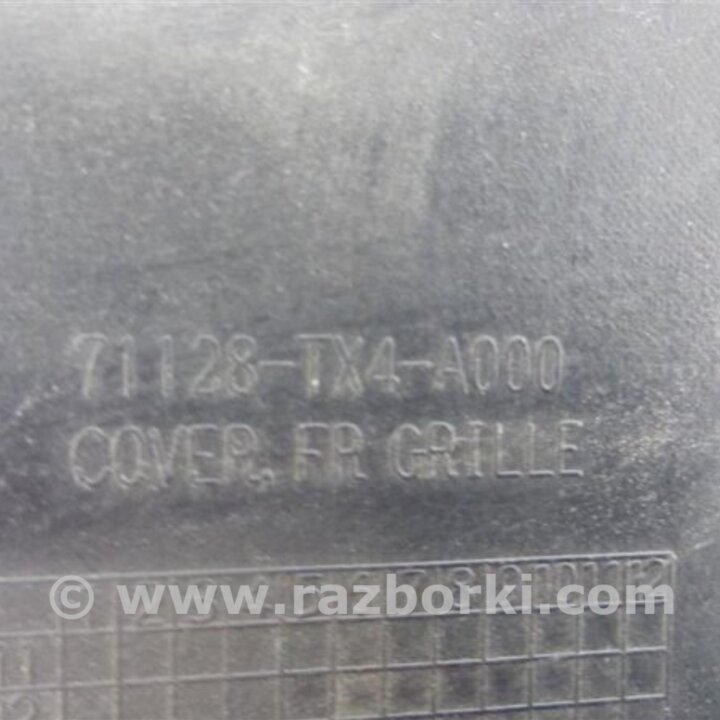 71128-TX4-A000
COVER, FR GRILLE
© www.razborki.com